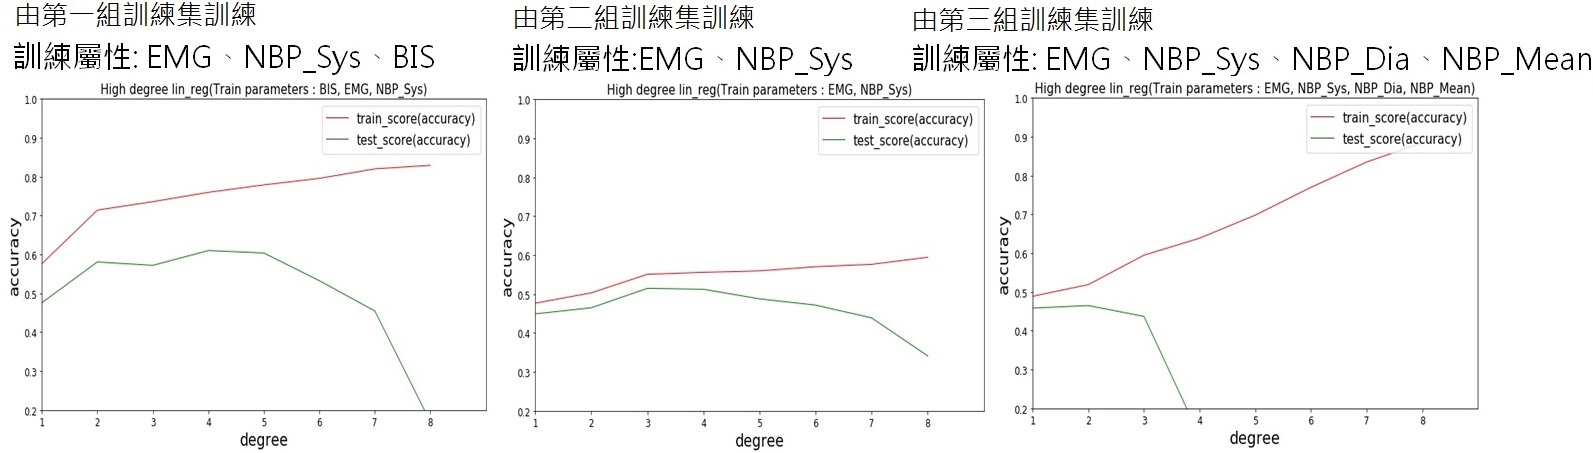 由第一組訓練集訓練
訓練屬性: EMG、NBP_Sys、BIS
High degree lin_reg(Train parameters : BIS, EMG, NBP_Sys)
train_score(accuracy)
test_score(accuracy)
1.0
0.9
0.8
0.7
0.6
0.5
0.4
0.3
0.2
accuracy
1 2 3 4 5 6 7 8
degree
由第二組訓練集訓練
訓練屬性:EMG、NBP_Sys
High degree lin_reg(Train parameters : EMG, NBP_Sys)
train_score(accuracy)
test_score(accuracy)
1.0
0.9
0.8
0.7
0.6
0.5
0.4
0.3
0.2
accuracy
1 2 3 4 5 6 7 8
degree
由第三組訓練集訓練
訓練屬性: EMG、NBP_Sys、NBP_Dia、NBP_Mean
High degree lin_reg(Train parameters : EMG, NBP_Sys, NBP_Dia, NBP_Mean)
train_score(accuracy)
test_score(accuracy)
1.0
0.9
0.8
0.7
0.6
0.5
0.4
0.3
0.2
accuracy
1 2 3 4 5 6 7 8
degree